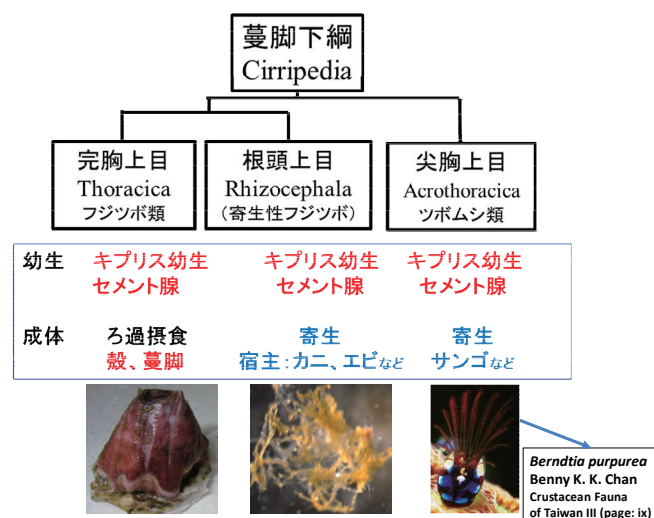 蔓脚下綱
Cirripedia
完胸上目
Thoracica
フジツボ類
根頭上目
Rhizocephala
（寄生性フジツボ）
尖胸上目
Acrothoracica
ツボムシ類
幼生 キプリス幼生 キプリス幼生 キプリス幼生
セメント腺 セメント腺 セメント腺
成体 ろ過摂食 寄生 寄生
殻、蔓脚 宿主：カニ、エビなど サンゴなど
Berndtia purpurea
Benny K. K. Chan
Crustacean Fauna
of Taiwan III (page: ix)